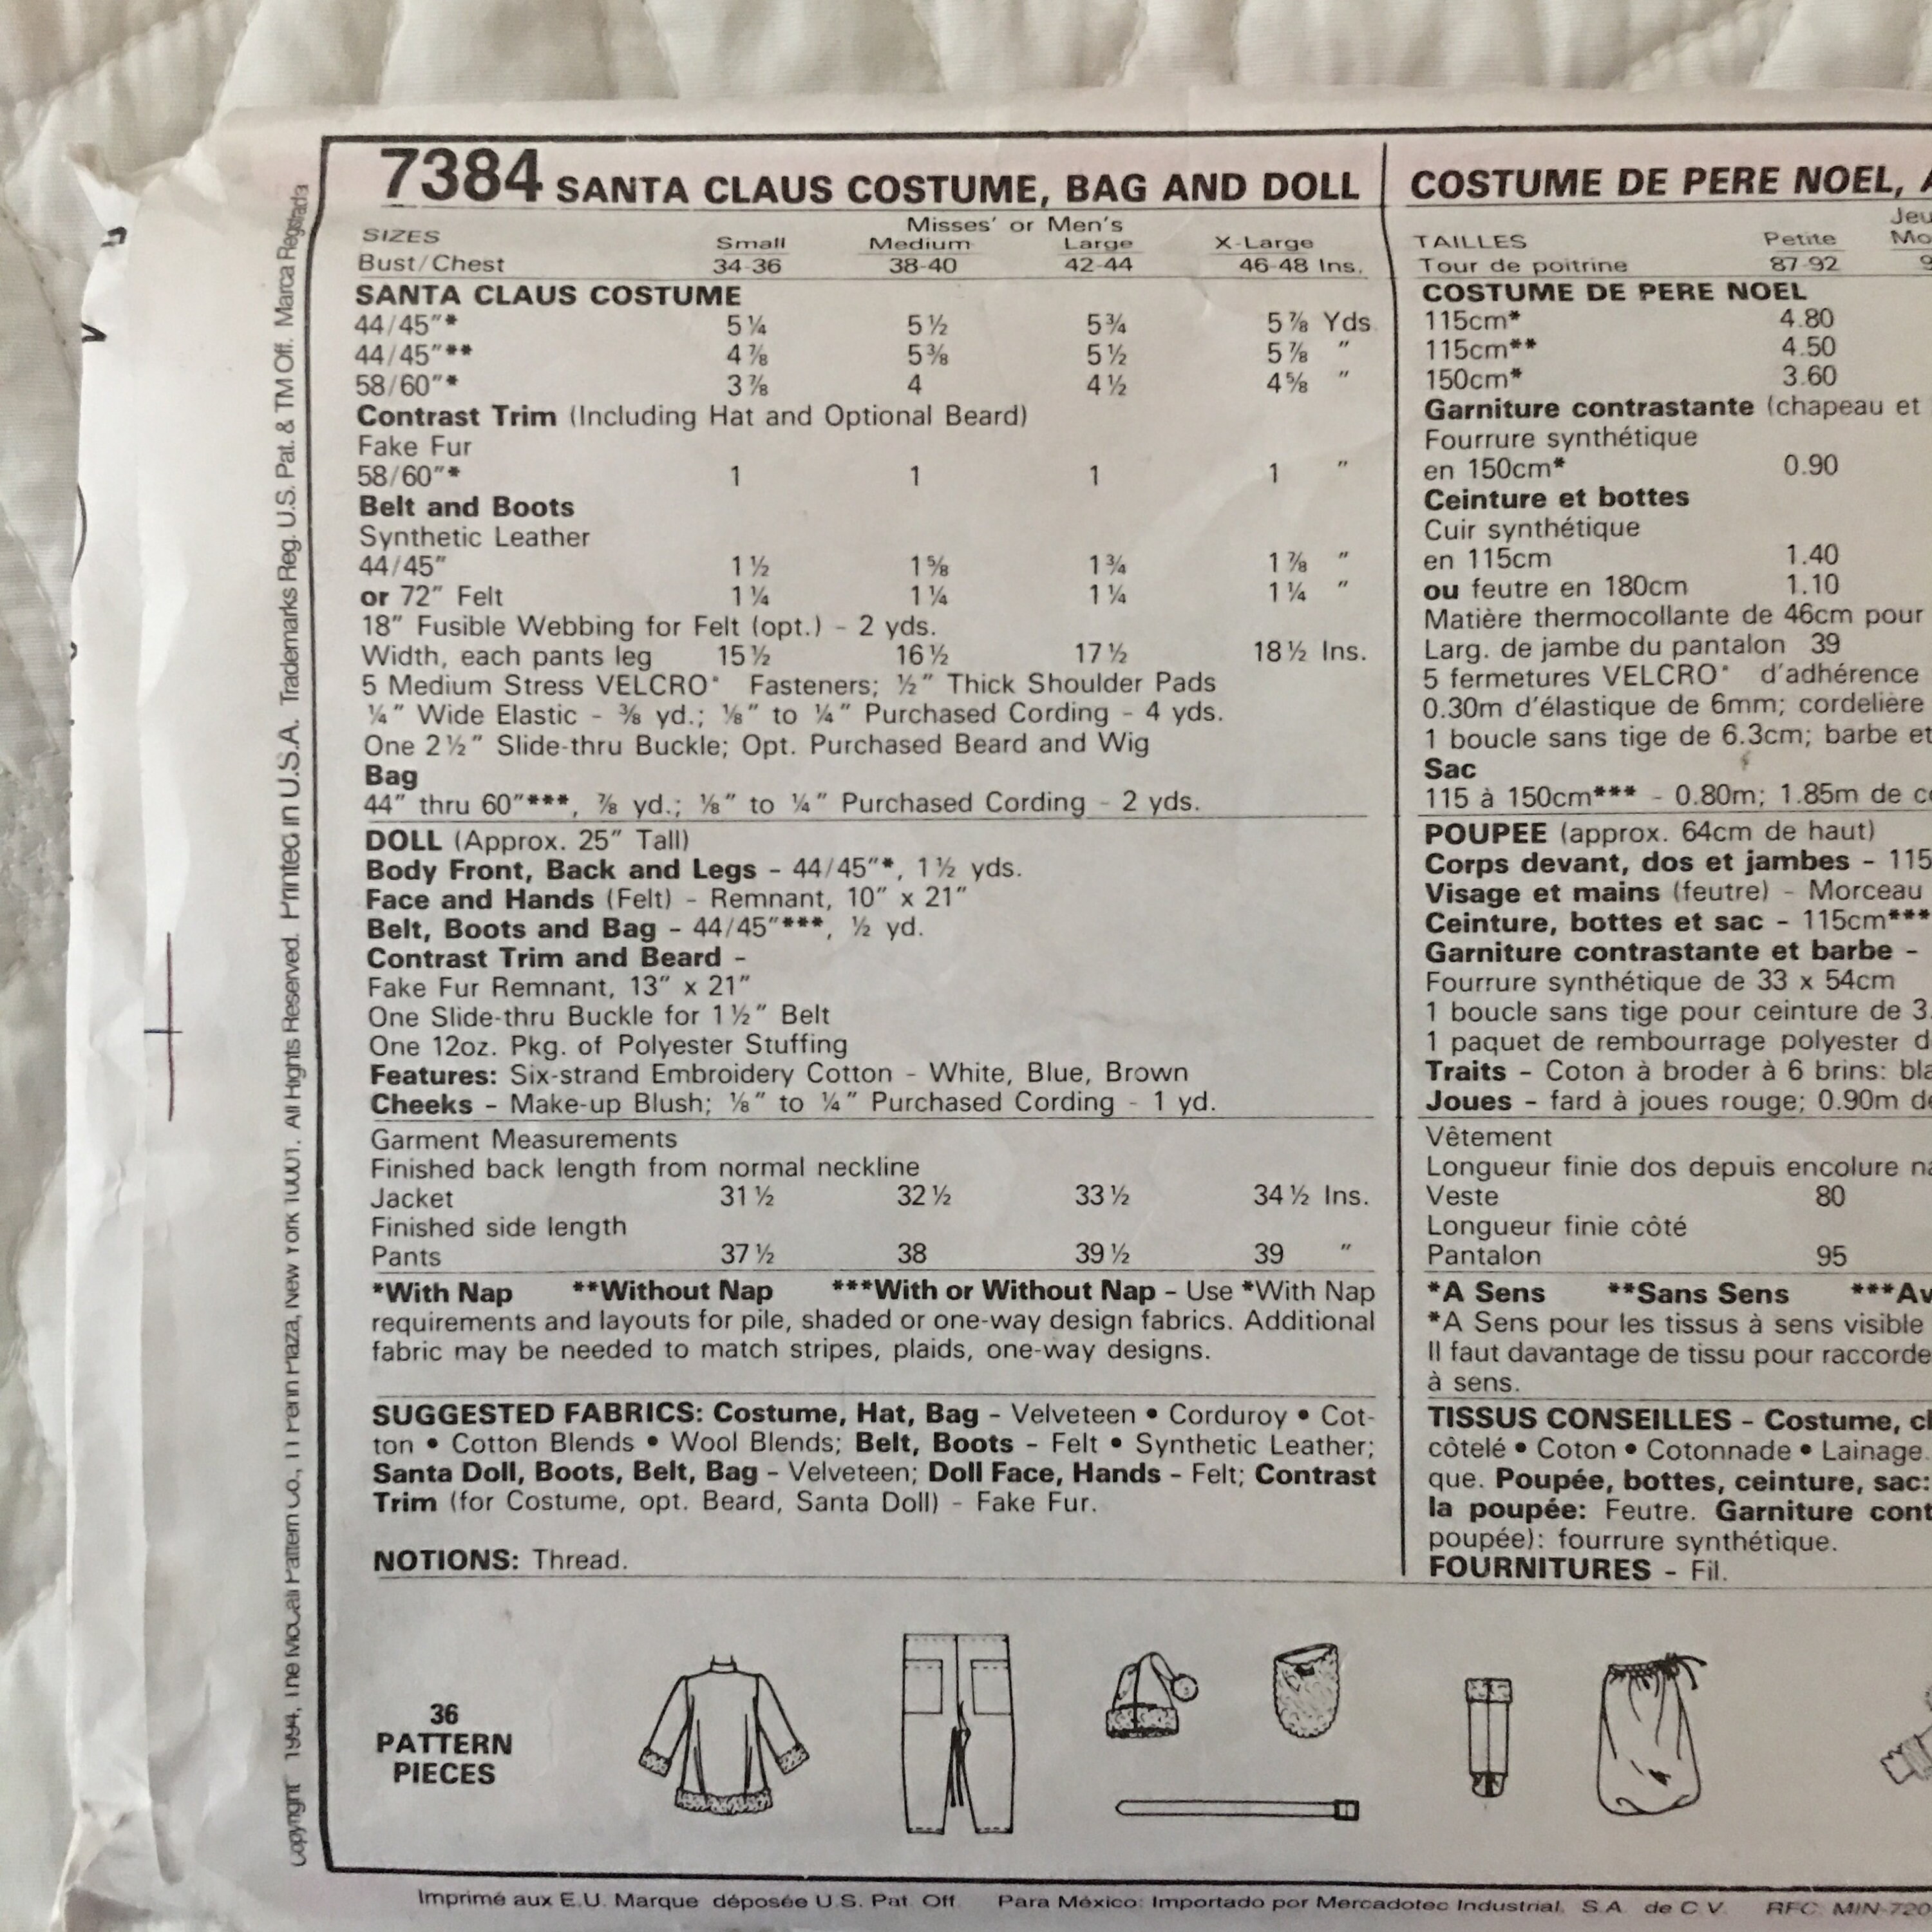 7384 SANTA CLAUS COSTUME, BAG AND DOLL
Misses' or Men's
SIZES Small Medium Large X-Large
Bust/Chest 34-36 38-40 42-44 46-48 Ins.
SANTA CLAUS COSTUME
44/45"* 5¼ 5½ 5¾ 5⅞ Yds.
44/45"** 4⅞ 5⅜ 5½ 5⅞ "
58/60"* 3⅞ 4 4½ 4⅝ "
Contrast Trim (Including Hat and Optional Beard)
Fake Fur
58/60"* 1 1 1 1 "
Belt and Boots
Synthetic Leather
44/45" 1½ 1⅝ 1¾ 1⅞ "
or 72" Felt 1¼ 1¼ 1¼ 1¼ "
18" Fusible Webbing for Felt (opt.) - 2 yds.
Width, each pants leg 15½ 16½ 17½ 18½ Ins.
5 Medium Stress VELCRO* Fasteners; ½" Thick Shoulder Pads
¼" Wide Elastic - ⅜ yd.; ⅛" to ¼" Purchased Cording - 4 yds.
One 2½" Slide-thru Buckle; Opt. Purchased Beard and Wig
Bag
44" thru 60"***, ⅞ yd.; ⅛" to ¼" Purchased Cording - 2 yds.
DOLL (Approx. 25" Tall)
Body Front, Back and Legs - 44/45"*, 1½ yds.
Face and Hands (Felt) - Remnant, 10" x 21"
Belt, Boots and Bag - 44/45"***, ½ yd.
Contrast Trim and Beard -
Fake Fur Remnant, 13" x 21"
One Slide-thru Buckle for 1½" Belt
One 12oz. Pkg. of Polyester Stuffing
Features: Six-strand Embroidery Cotton - White, Blue, Brown
Cheeks - Make-up Blush; ⅛" to ¼" Purchased Cording - 1 yd.
Garment Measurements
Finished back length from normal neckline
Jacket 31½ 32½ 33½ 34½ Ins.
Finished side length
Pants 37½ 38 39½ 39 "
*With Nap **Without Nap ***With or Without Nap - Use *With Nap
requirements and layouts for pile, shaded or one-way design fabrics. Additional
fabric may be needed to match stripes, plaids, one-way designs.
SUGGESTED FABRICS: Costume, Hat, Bag - Velveteen • Corduroy • Cot-
ton • Cotton Blends • Wool Blends; Belt, Boots - Felt • Synthetic Leather;
Santa Doll, Boots, Belt, Bag - Velveteen; Doll Face, Hands - Felt; Contrast
Trim (for Costume, opt. Beard, Santa Doll) - Fake Fur.
NOTIONS: Thread.
36
PATTERN
PIECES
COSTUME DE PERE NOEL,
Jeu
TAILLES Petite Mo
Tour de poitrine 87-92
COSTUME DE PERE NOEL
115cm* 4.80
115cm** 4.50
150cm* 3.60
Garniture contrastante (chapeau et
Fourrure synthétique
en 150cm* 0.90
Ceinture et bottes
Cuir synthétique
en 115cm 1.40
ou feutre en 180cm 1.10
Matière thermocollante de 46cm pour
Larg. de jambe du pantalon 39
5 fermetures VELCRO* d'adhérence
0.30m d'élastique de 6mm; cordelière
1 boucle sans tige de 6.3cm; barbe et
Sac
115 à 150cm*** - 0.80m; 1.85m de co
POUPEE (approx. 64cm de haut)
Corps devant, dos et jambes - 115
Visage et mains (feutre) - Morceau
Ceinture, bottes et sac - 115cm***
Garniture contrastante et barbe -
Fourrure synthétique de 33 x 54cm
1 boucle sans tige pour ceinture de 3.
1 paquet de rembourrage polyester d
Traits - Coton à broder à 6 brins: bla
Joues - fard à joues rouge; 0.90m de
Vêtement
Longueur finie dos depuis encolure na
Veste 80
Longueur finie côté
Pantalon 95
*A Sens **Sans Sens ***Av
*A Sens pour les tissus à sens visible
Il faut davantage de tissu pour raccorde
à sens.
TISSUS CONSEILLES - Costume, ch
côtelé • Coton • Cotonnade • Lainage.
que. Poupée, bottes, ceinture, sac:
la poupée: Feutre. Garniture cont
poupée): fourrure synthétique.
FOURNITURES - Fil.
Copyright 1994, The McCall Pattern Co., 11 Penn Plaza, New York 10001. All Rights Reserved. Printed in U.S.A. Trademarks Reg. U.S. Pat. & TM Off. Marca Registrada
Imprimé aux E.U. Marque déposée U.S. Pat. Off. Para México: Importado por Mercadotec Industrial, S.A. de C.V. RFC MIN-720